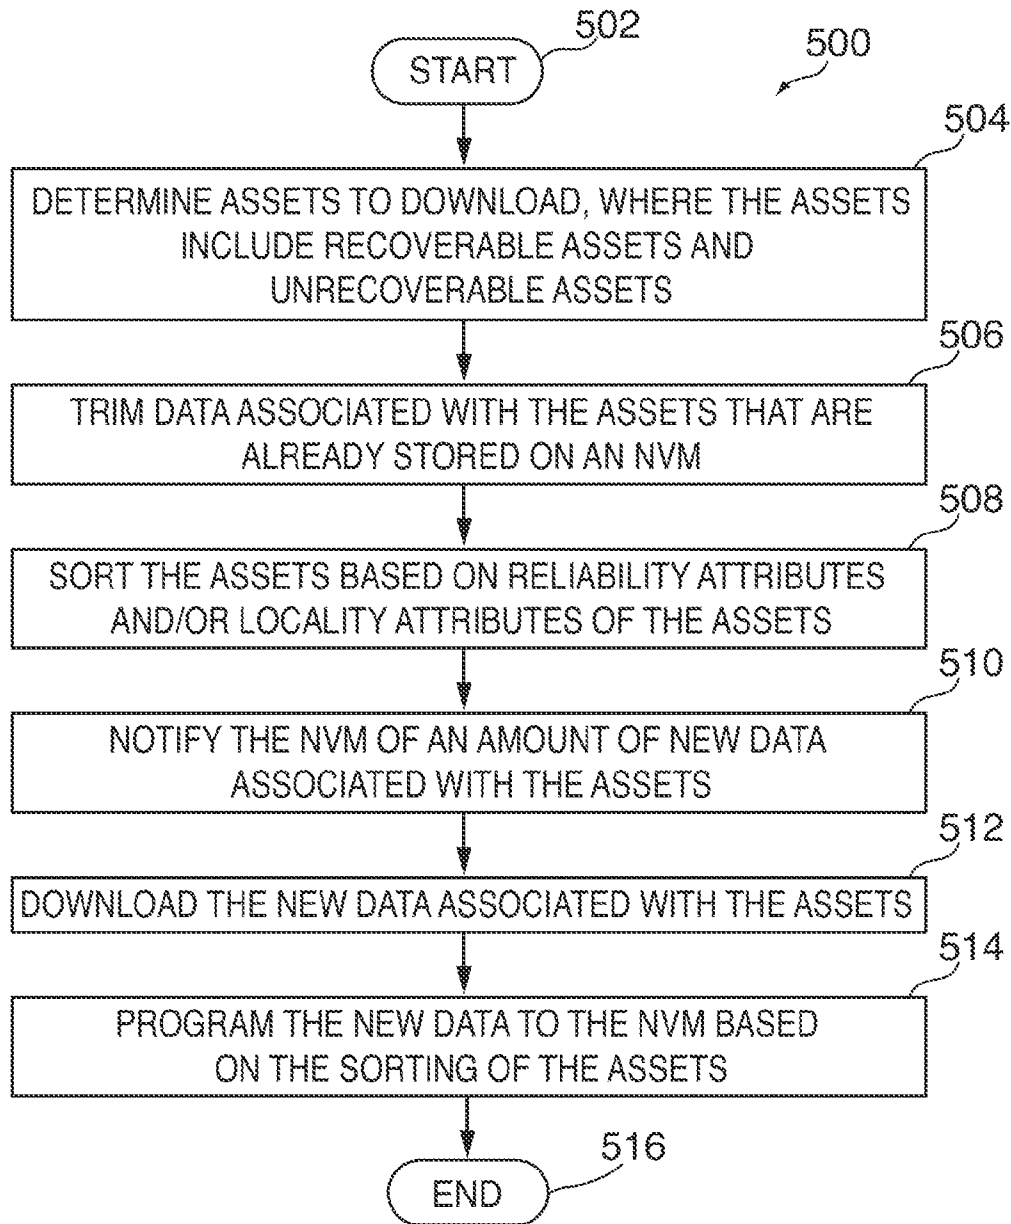 502
START
500
504
DETERMINE ASSETS TO DOWNLOAD, WHERE THE ASSETS
INCLUDE RECOVERABLE ASSETS AND
UNRECOVERABLE ASSETS
506
TRIM DATA ASSOCIATED WITH THE ASSETS THAT ARE
ALREADY STORED ON AN NVM
508
SORT THE ASSETS BASED ON RELIABILITY ATTRIBUTES
AND/OR LOCALITY ATTRIBUTES OF THE ASSETS
510
NOTIFY THE NVM OF AN AMOUNT OF NEW DATA
ASSOCIATED WITH THE ASSETS
512
DOWNLOAD THE NEW DATA ASSOCIATED WITH THE ASSETS
514
PROGRAM THE NEW DATA TO THE NVM BASED
ON THE SORTING OF THE ASSETS
516
END